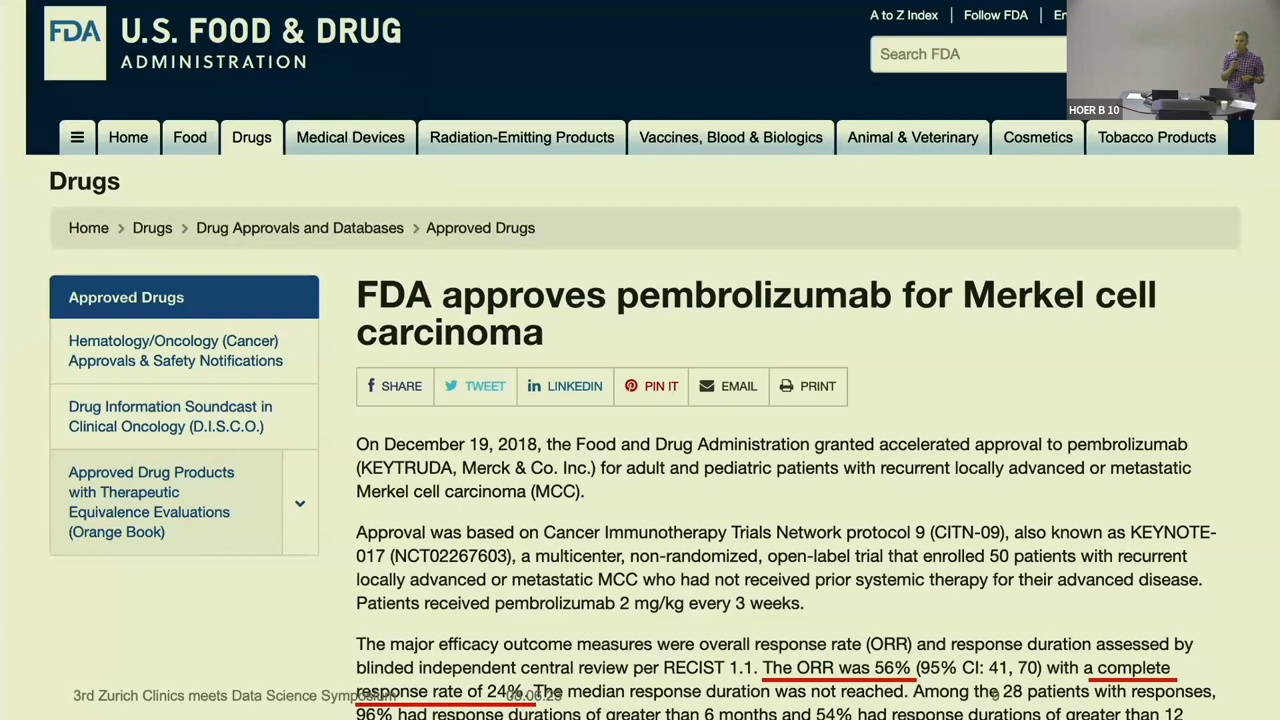 FDA
U.S. FOOD & DRUG
ADMINISTRATION
A to Z Index
Follow FDA
En
Search FDA
HOER B 10
Home
Food
Drugs
Medical Devices
Radiation-Emitting Products
Vaccines, Blood & Biologics
Animal & Veterinary
Cosmetics
Tobacco Products
Drugs
Home > Drugs > Drug Approvals and Databases > Approved Drugs
Approved Drugs
Hematology/Oncology (Cancer)
Approvals & Safety Notifications
Drug Information Soundcast in
Clinical Oncology (D.I.S.C.O.)
Approved Drug Products
with Therapeutic
Equivalence Evaluations
(Orange Book)
FDA approves pembrolizumab for Merkel cell
carcinoma
f SHARE
TWEET
in LINKEDIN
PIN IT
EMAIL
PRINT
On December 19, 2018, the Food and Drug Administration granted accelerated approval to pembrolizumab
(KEYTRUDA, Merck & Co. Inc.) for adult and pediatric patients with recurrent locally advanced or metastatic
Merkel cell carcinoma (MCC).
Approval was based on Cancer Immunotherapy Trials Network protocol 9 (CITN-09), also known as KEYNOTE-
017 (NCT02267603), a multicenter, non-randomized, open-label trial that enrolled 50 patients with recurrent
locally advanced or metastatic MCC who had not received prior systemic therapy for their advanced disease.
Patients received pembrolizumab 2 mg/kg every 3 weeks.
The major efficacy outcome measures were overall response rate (ORR) and response duration assessed by
blinded independent central review per RECIST 1.1. The ORR was 56% (95% CI: 41, 70) with a complete
response rate of 24%. The median response duration was not reached. Among the 28 patients with responses,
96% had response durations of greater than 6 months and 54% had response durations of greater than 12
3rd Zurich Clinics meets Data Science Symposium